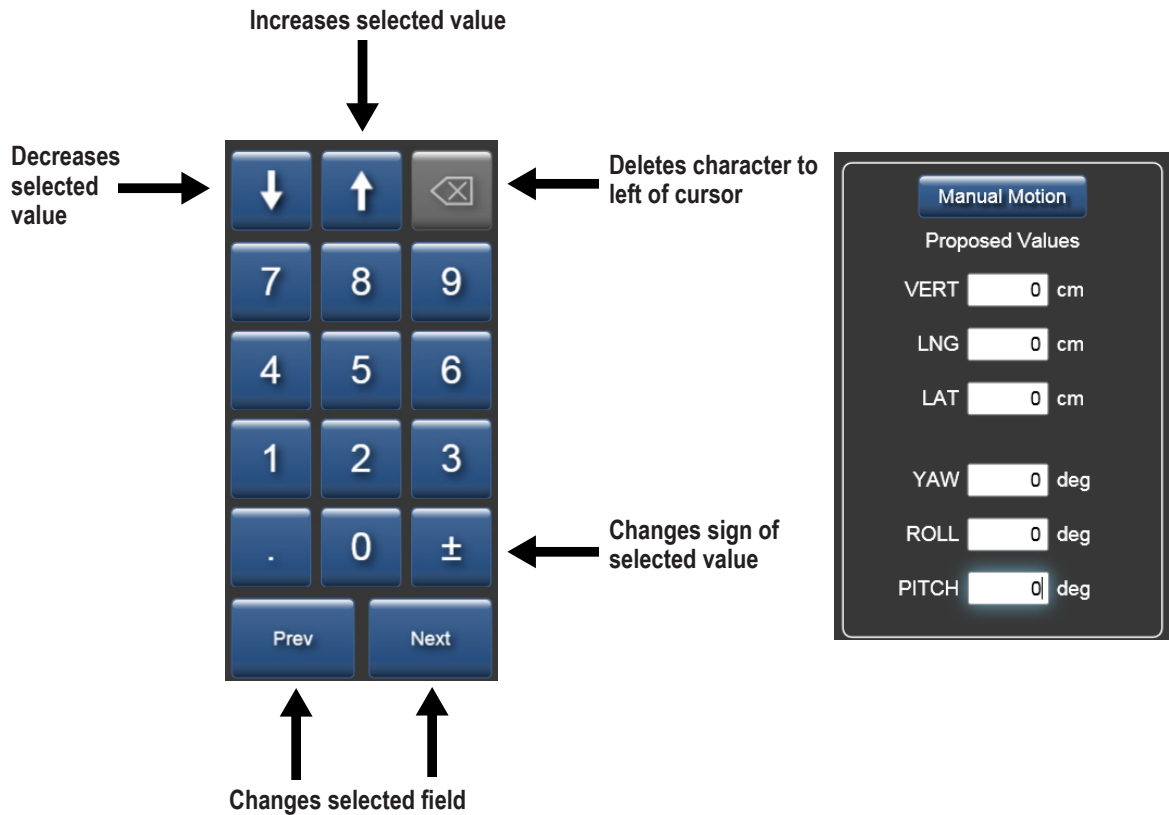 Increases selected value
Decreases
selected
value
Deletes character to
left of cursor
7 8 9
4 5 6
1 2 3
. 0 ±
Changes sign of
selected value
Prev Next
Changes selected field
Manual Motion
Proposed Values
VERT 0 cm
LNG 0 cm
LAT 0 cm
YAW 0 deg
ROLL 0 deg
PITCH 0 deg